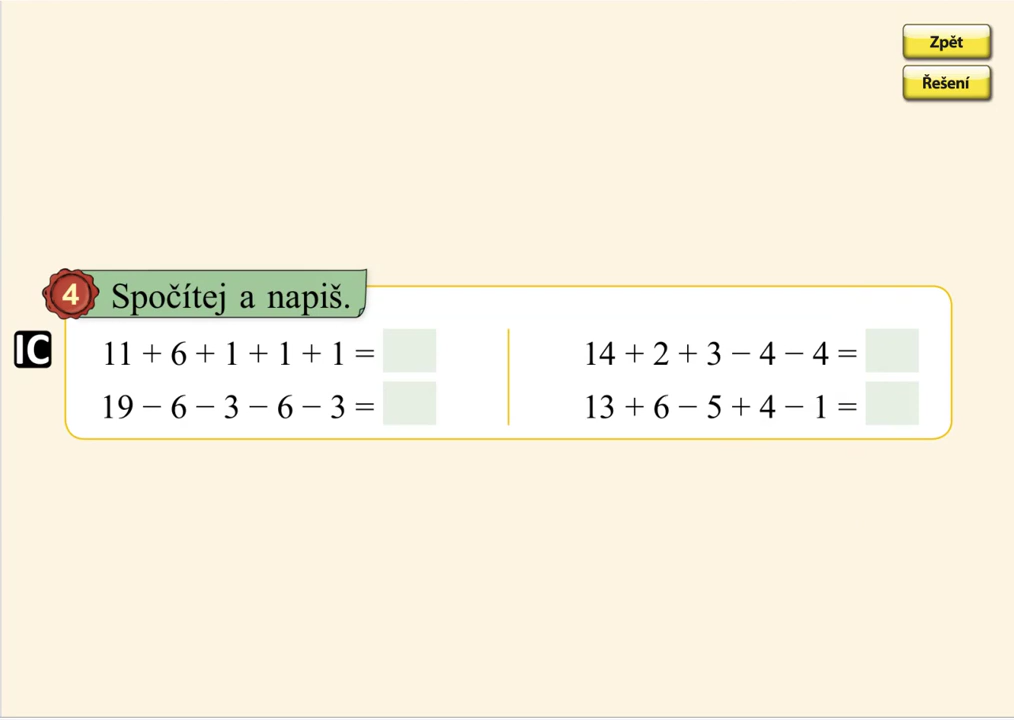 Zpět
Řešení
4 Spočítej a napiš.
IC
11 + 6 + 1 + 1 + 1 =
19 − 6 − 3 − 6 − 3 =
14 + 2 + 3 − 4 − 4 =
13 + 6 − 5 + 4 − 1 =